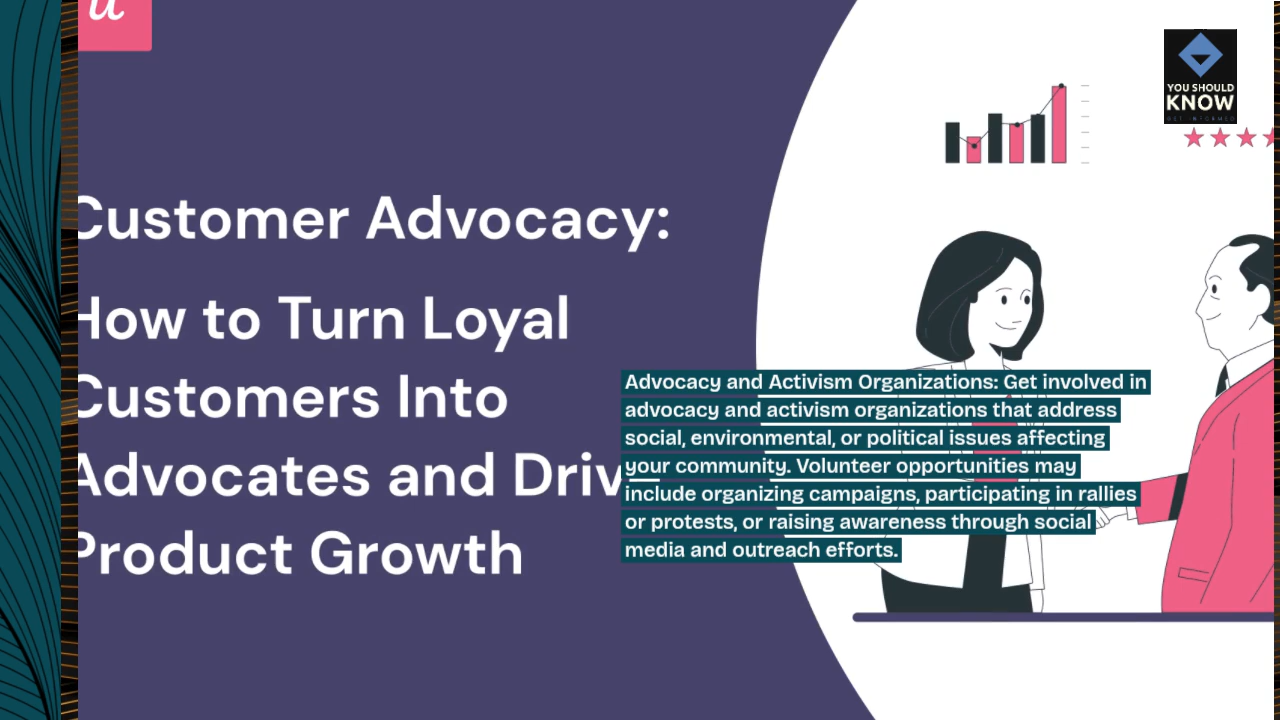 u
YOU SHOULD
KNOW
GET INFORMED
Customer Advocacy:
How to Turn Loyal
Customers Into
Advocates and Driv
Product Growth
Advocacy and Activism Organizations: Get involved in
advocacy and activism organizations that address
social, environmental, or political issues affecting
your community. Volunteer opportunities may
include organizing campaigns, participating in rallies
or protests, or raising awareness through social
media and outreach efforts.